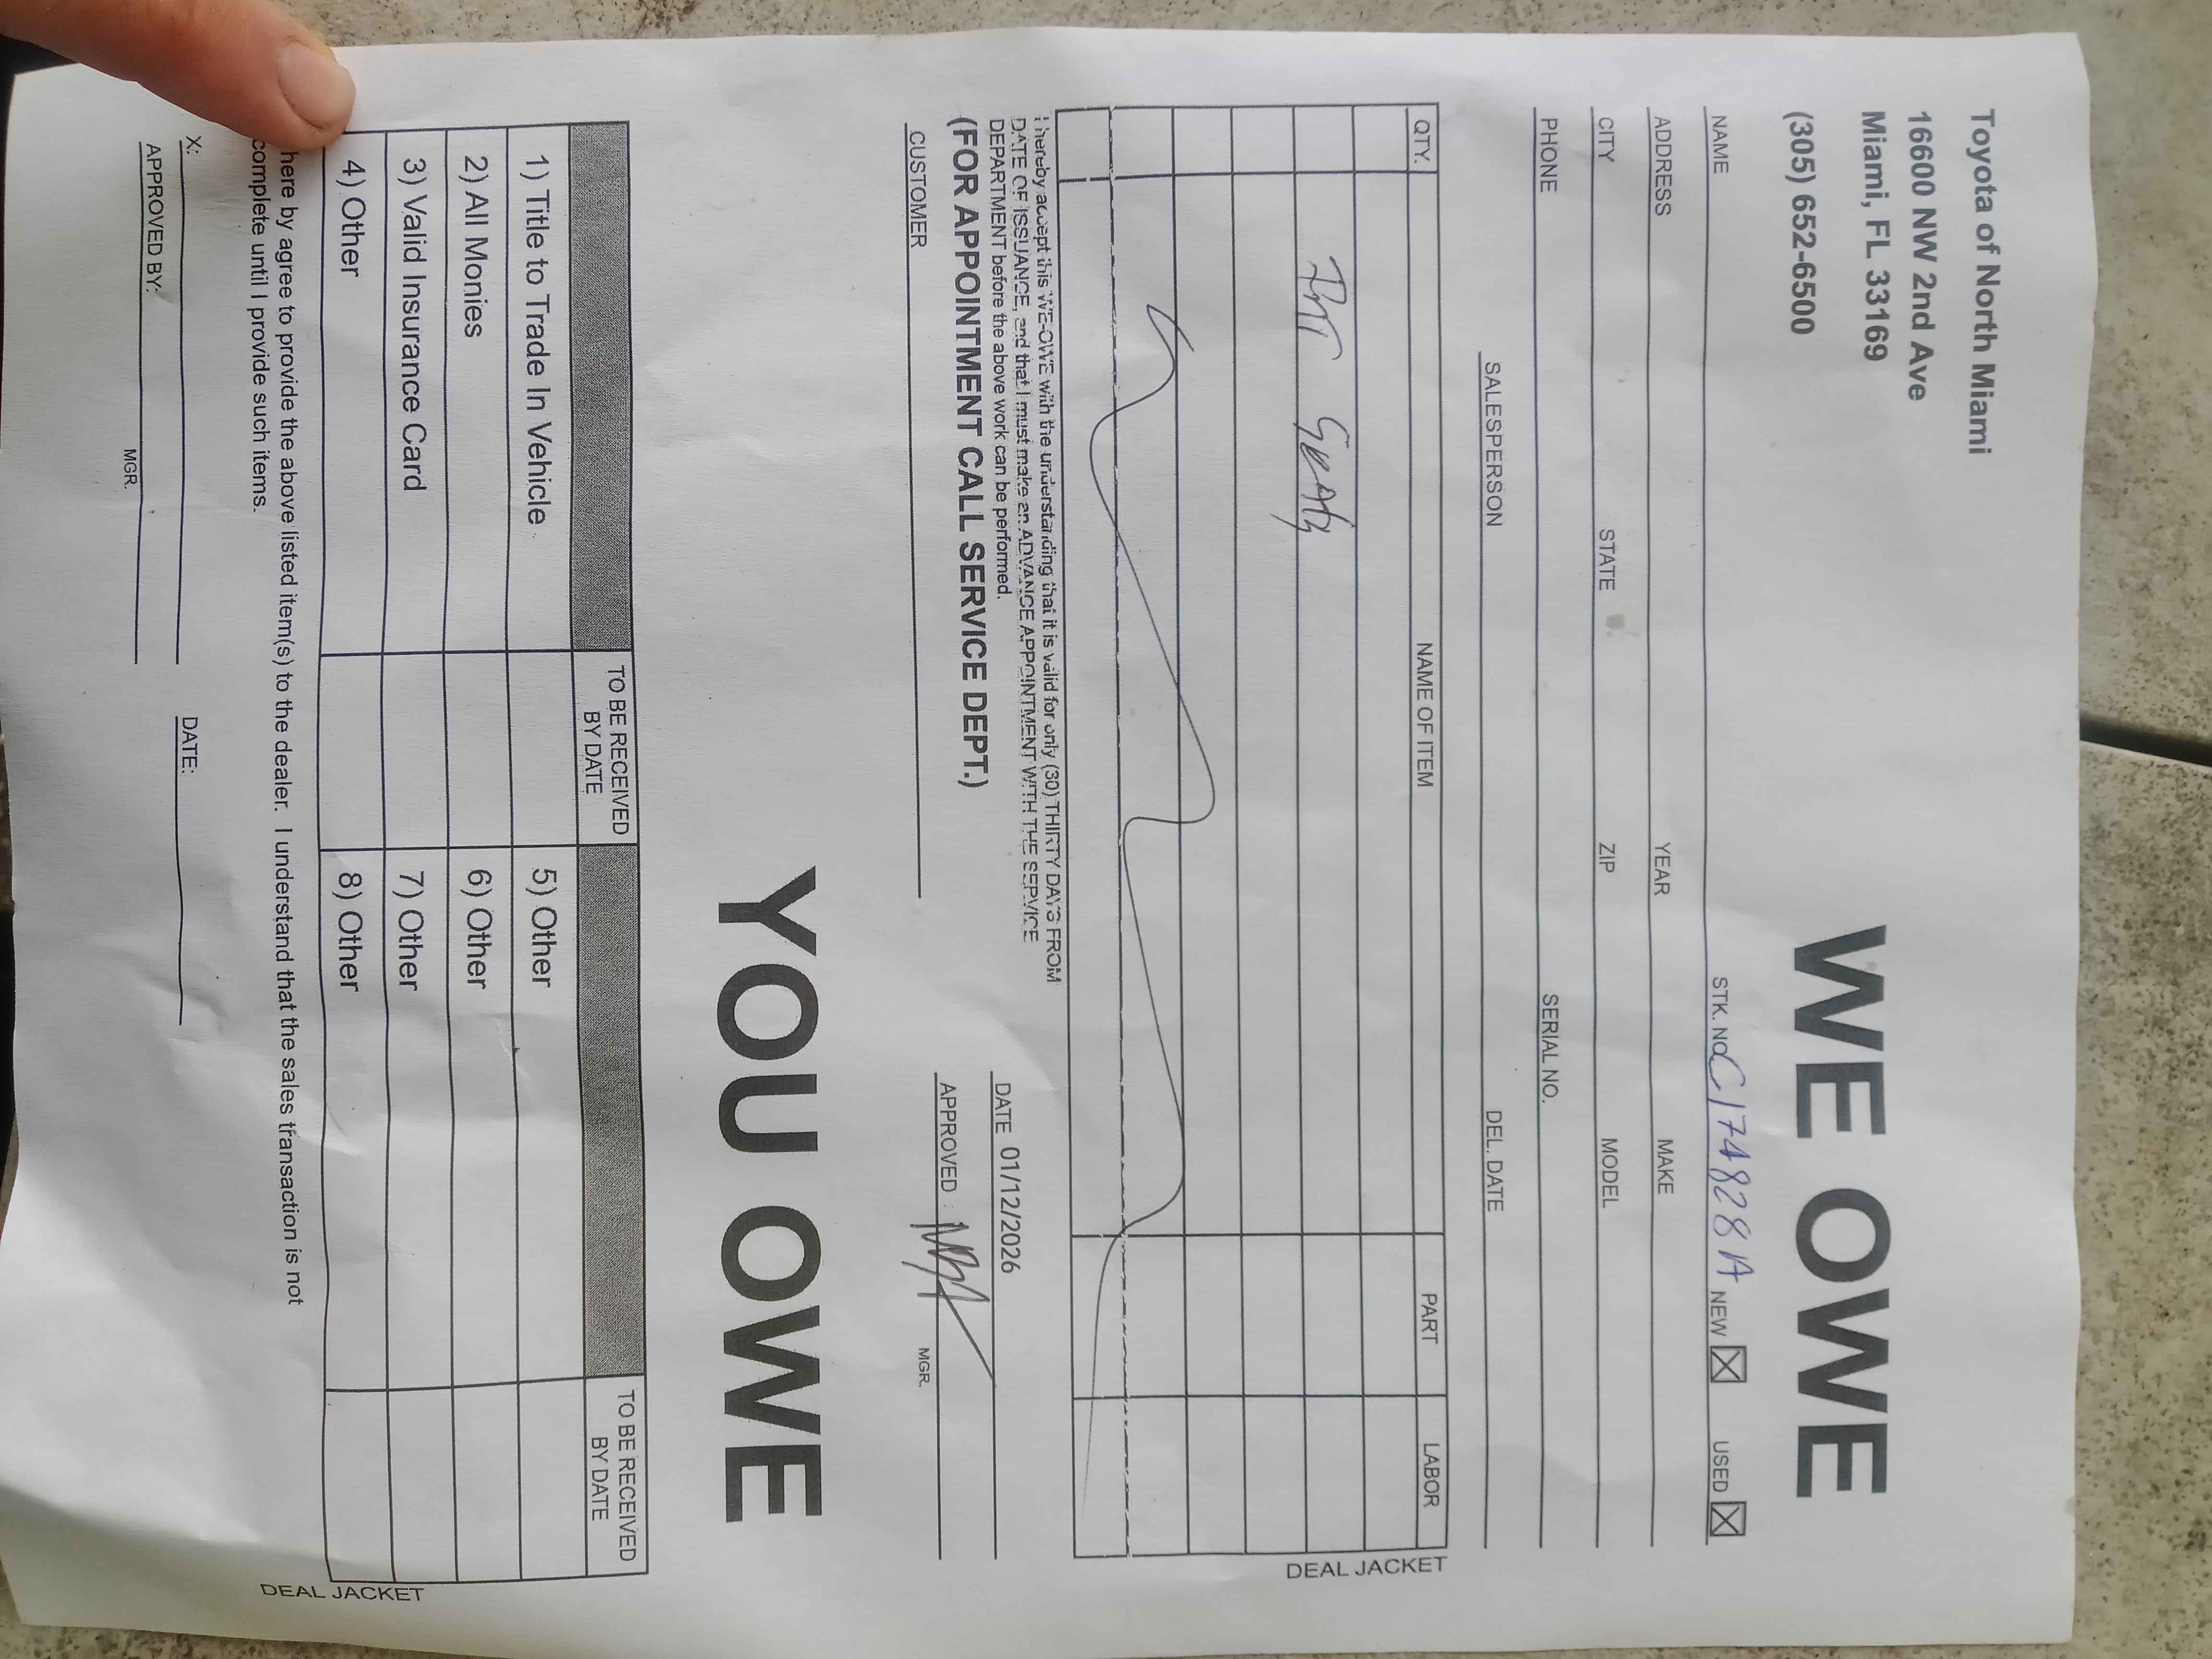 Toyota of North Miami
16600 NW 2nd Ave
Miami, FL 33169
(305) 652-6500
WE OWE
NAME STK. NO. C174828A NEW ☒ USED ☒
ADDRESS YEAR MAKE
CITY STATE ZIP MODEL
PHONE SERIAL NO.
SALESPERSON DEL. DATE
QTY. NAME OF ITEM PART LABOR
DEAL JACKET
I hereby accept this WE-OWE with the understanding that it is valid for only (30) THIRTY DAYS FROM
DATE OF ISSUANCE, and that I must make an ADVANCE APPOINTMENT WITH THE SERVICE
DEPARTMENT before the above work can be performed.
(FOR APPOINTMENT CALL SERVICE DEPT.)
DATE 01/12/2026
CUSTOMER APPROVED :
MGR.
YOU OWE
TO BE RECEIVED BY DATE TO BE RECEIVED BY DATE
1) Title to Trade In Vehicle 5) Other
2) All Monies 6) Other
3) Valid Insurance Card 7) Other
4) Other 8) Other
DEAL JACKET
here by agree to provide the above listed item(s) to the dealer. I understand that the sales transaction is not
complete until I provide such items.
X: DATE:
APPROVED BY:
MGR.